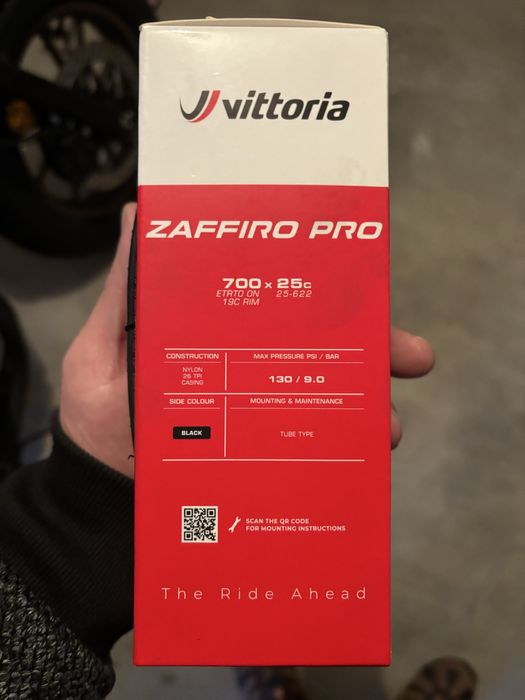 vittoria
ZAFFIRO PRO
700 x 25c
ETRTO ON 25-622
19C RIM
CONSTRUCTION
MAX PRESSURE PSI / BAR
NYLON
26 TPI
CASING
130 / 9.0
SIDE COLOUR
MOUNTING & MAINTENANCE
BLACK
TUBE TYPE
SCAN THE QR CODE
FOR MOUNTING INSTRUCTIONS
The Ride Ahead